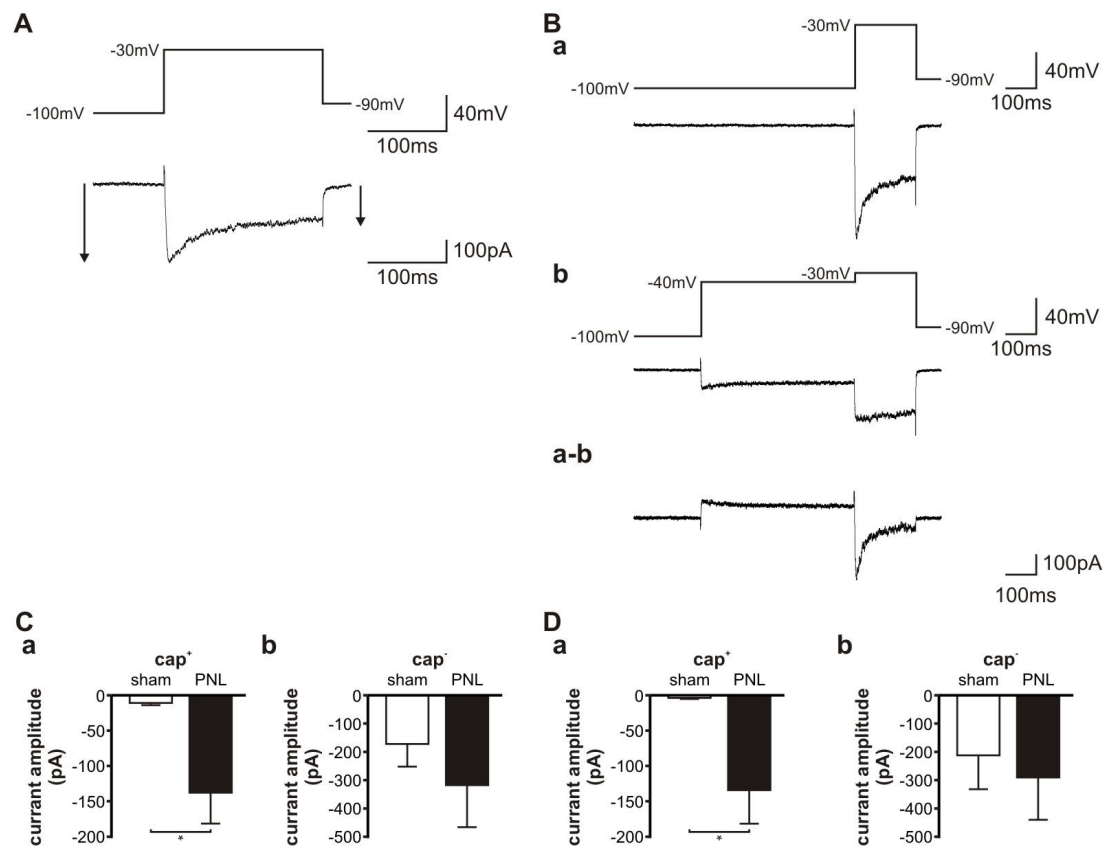 A
-30mV
-100mV
-90mV
40mV
100ms
100pA
100ms
B
a
-30mV
-100mV
-90mV
40mV
100ms
b
-40mV
-30mV
-100mV
-90mV
40mV
100ms
a-b
100pA
100ms
C
a
cap+
sham PNL
0
-50
-100
-150
-200
currant amplitude
(pA)
*
b
cap-
sham PNL
0
-100
-200
-300
-400
-500
currant amplitude
(pA)
D
a
cap+
sham PNL
0
-50
-100
-150
-200
currant amplitude
(pA)
*
b
cap-
sham PNL
0
-100
-200
-300
-400
-500
currant amplitude
(pA)